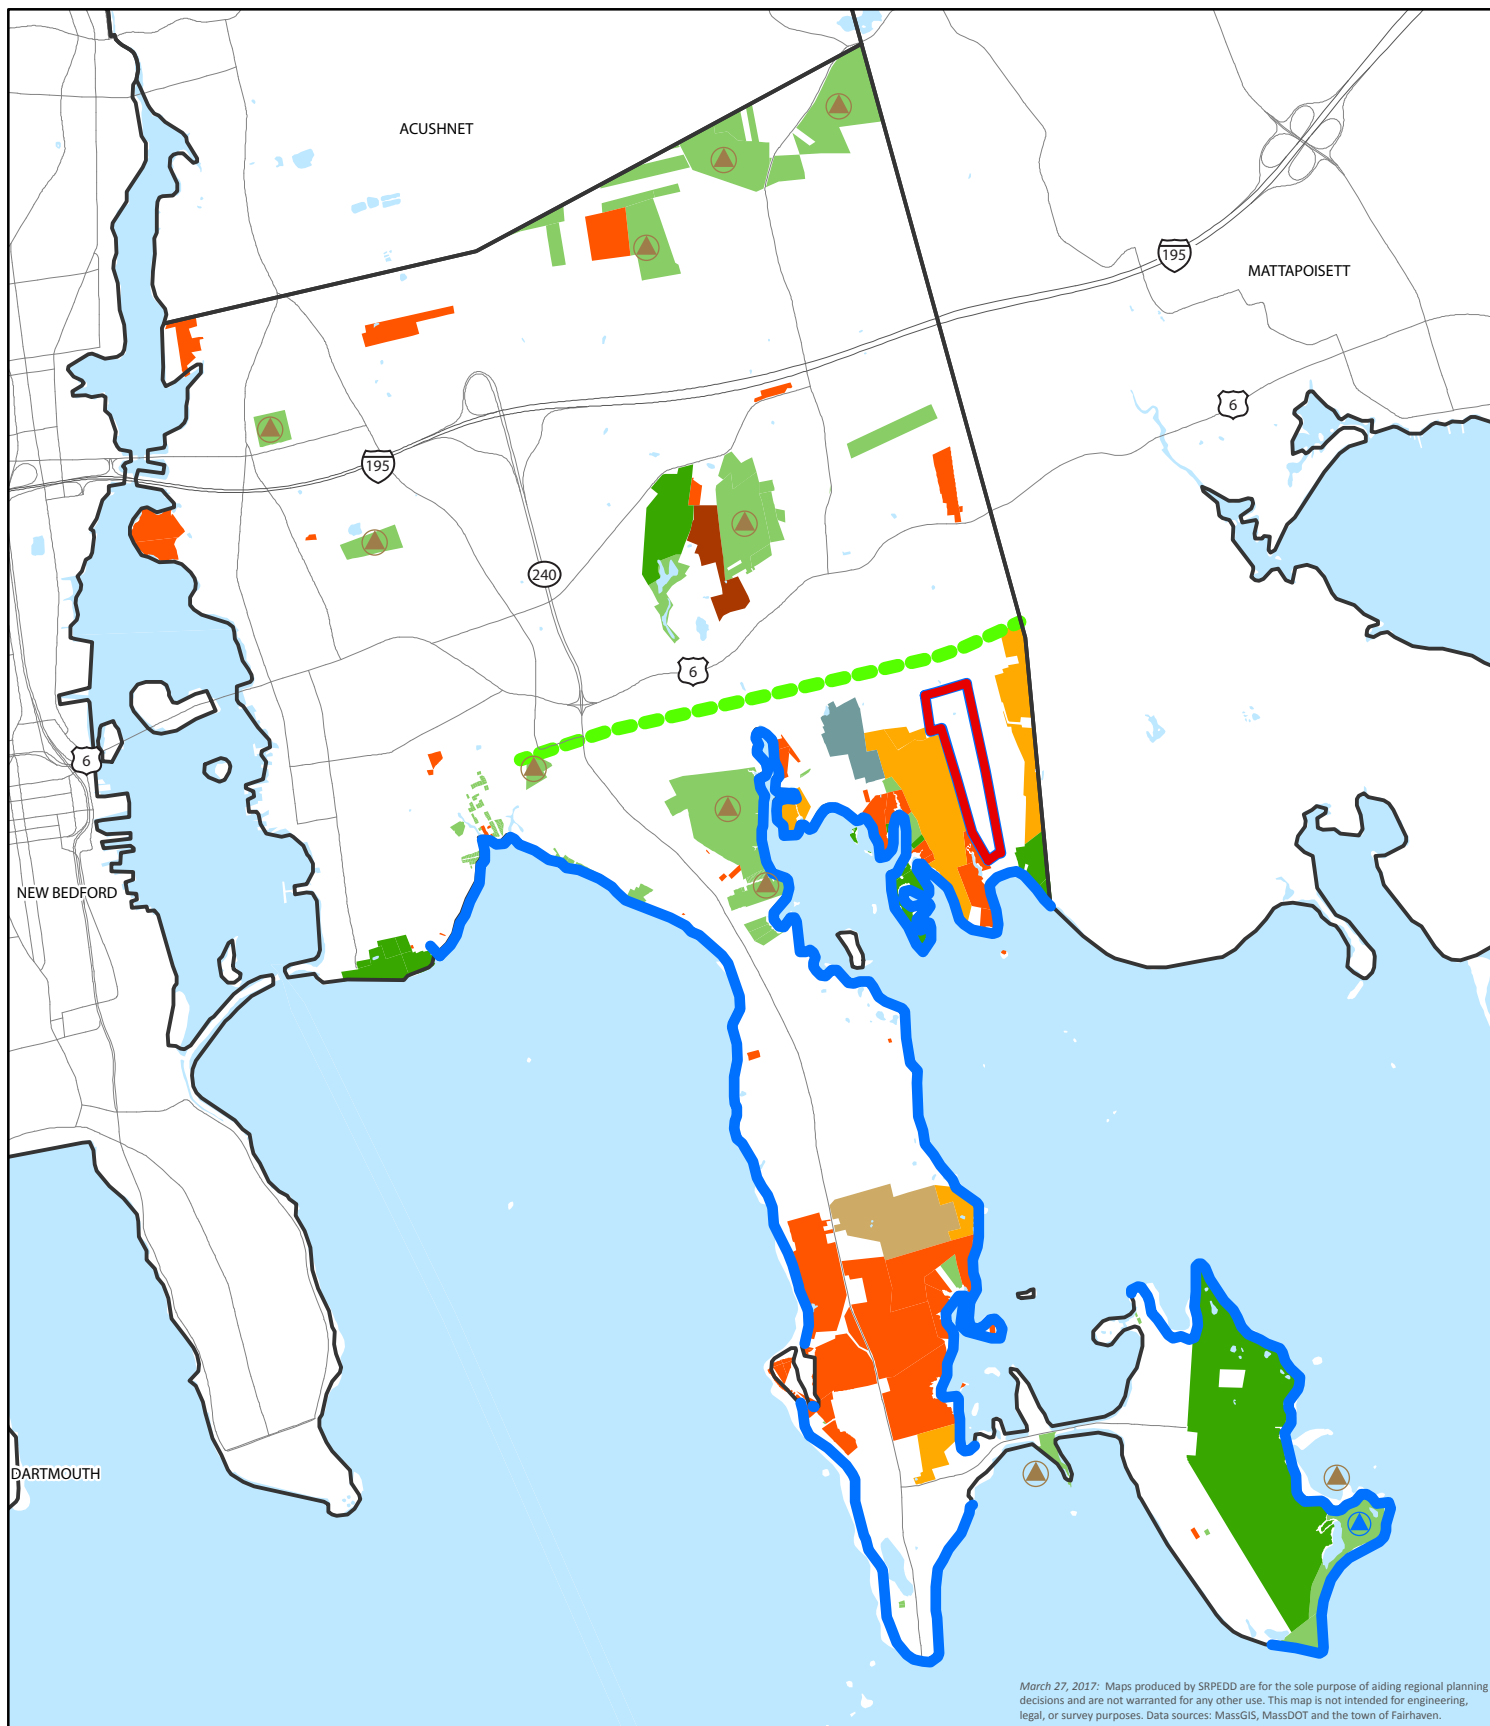 ACUSHNET
195
MATTAPOISETT
6
195
240
6
6
NEW BEDFORD
DARTMOUTH
March 27, 2017: Maps produced by SRPEDD are for the sole purpose of aiding regional planning
decisions and are not warranted for any other use. This map is not intended for engineering,
legal, or survey purposes. Data sources: MassGIS, MassDOT and the town of Fairhaven.